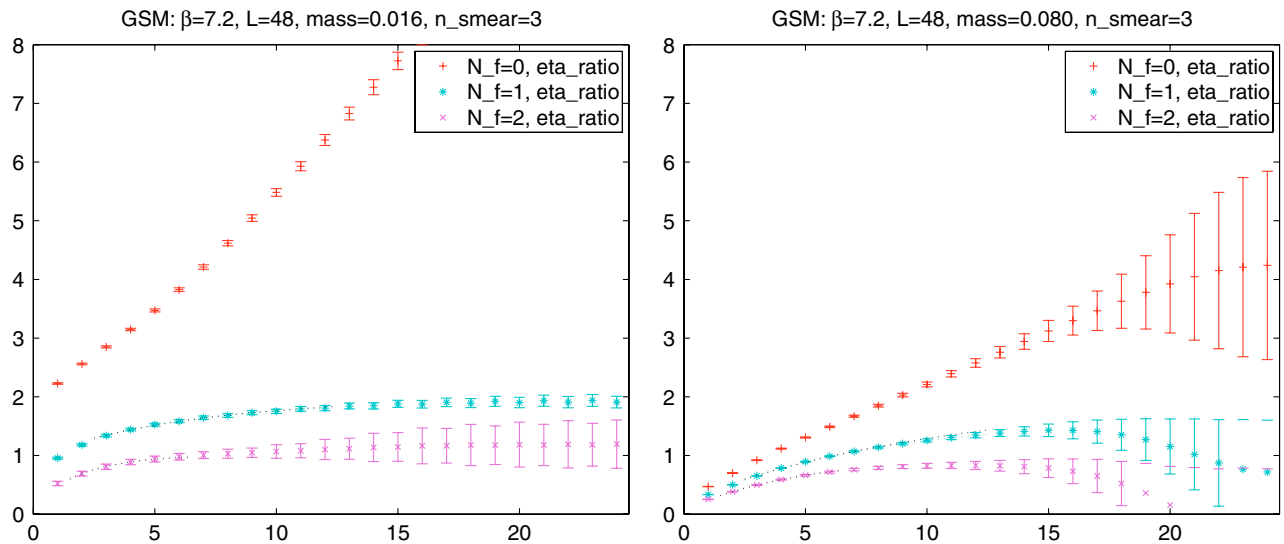 GSM: β=7.2, L=48, mass=0.016, n_smear=3
8
7
6
5
4
3
2
1
0
0 5 10 15 20
N_f=0, eta_ratio
N_f=1, eta_ratio
N_f=2, eta_ratio
GSM: β=7.2, L=48, mass=0.080, n_smear=3
8
7
6
5
4
3
2
1
0
0 5 10 15 20
N_f=0, eta_ratio
N_f=1, eta_ratio
N_f=2, eta_ratio